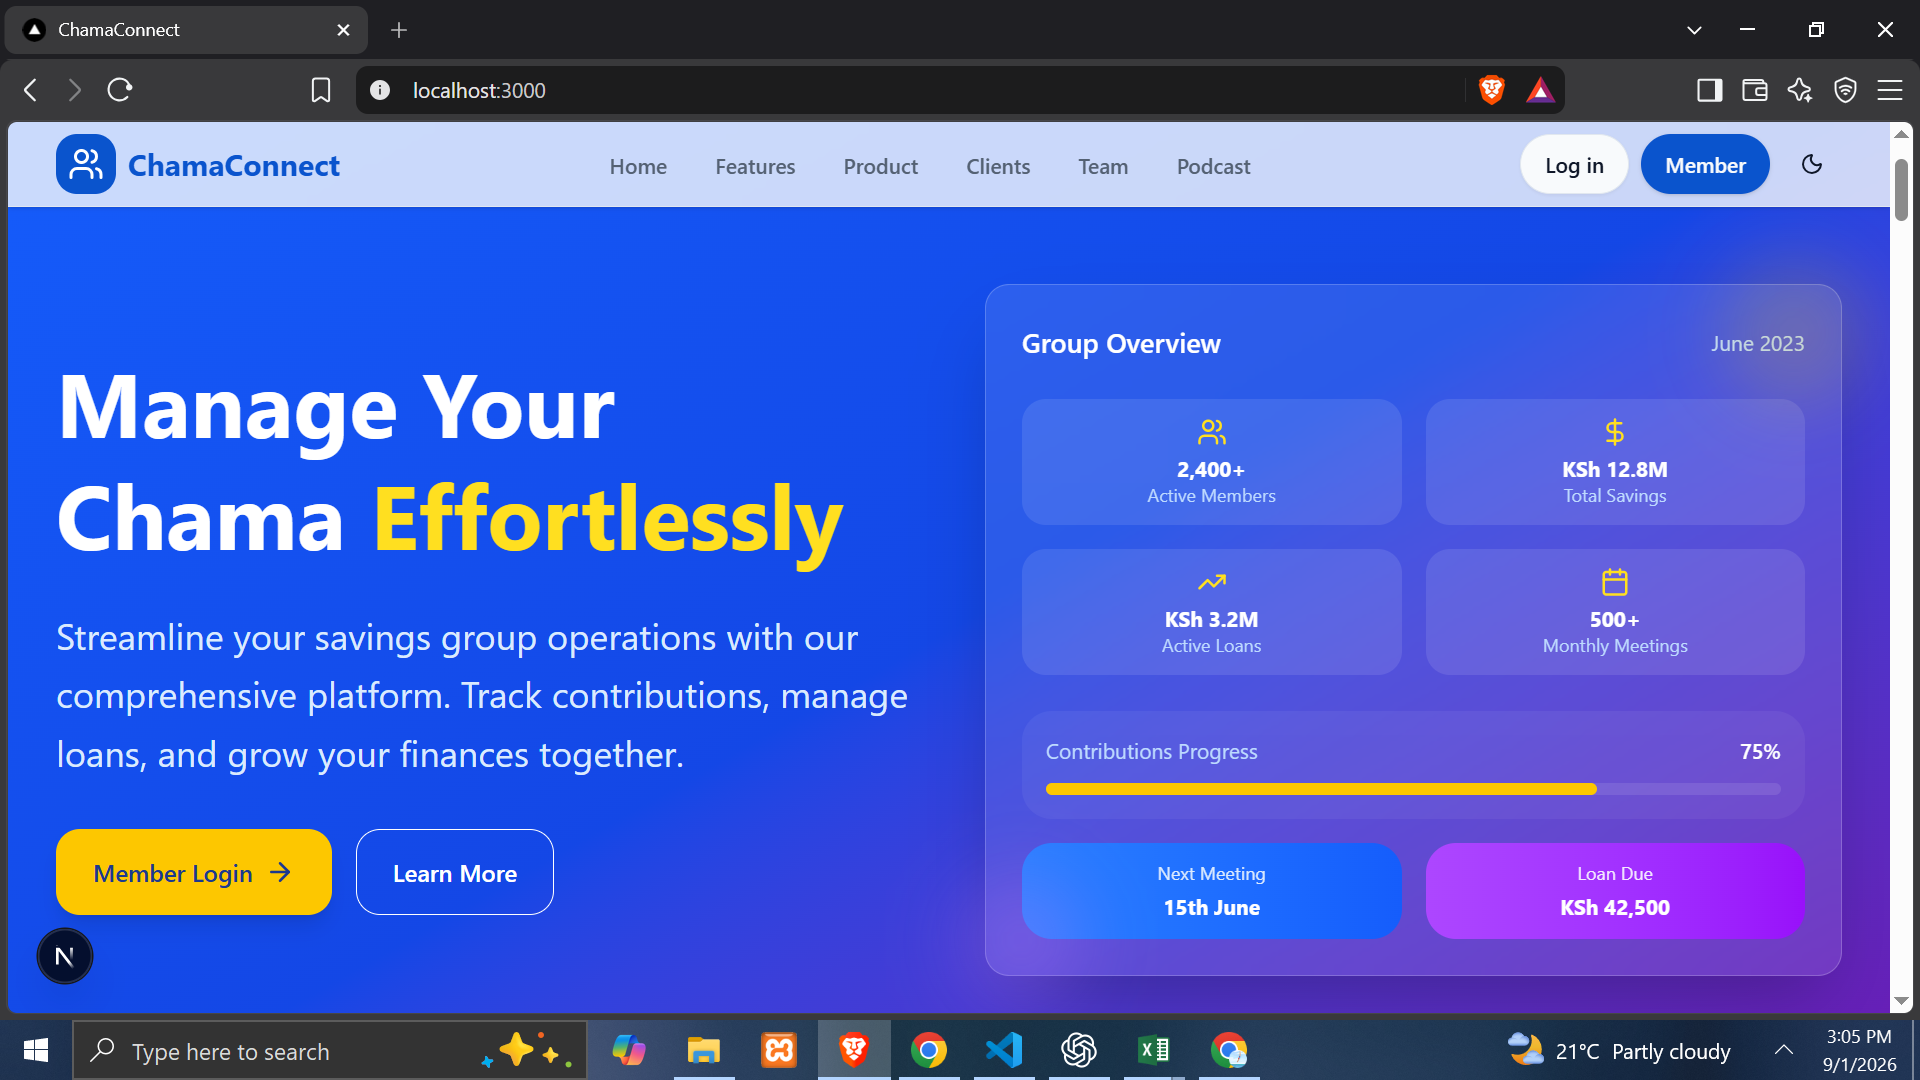 ChamaConnect
localhost:3000
ChamaConnect
Home
Features
Product
Clients
Team
Podcast
Log in
Member
Manage Your
Chama Effortlessly
Streamline your savings group operations with our
comprehensive platform. Track contributions, manage
loans, and grow your finances together.
Member Login
Learn More
N
Group Overview
June 2023
2,400+
Active Members
KSh 12.8M
Total Savings
KSh 3.2M
Active Loans
500+
Monthly Meetings
Contributions Progress
75%
Next Meeting
15th June
Loan Due
KSh 42,500
Type here to search
21°C Partly cloudy
3:05 PM
9/1/2026